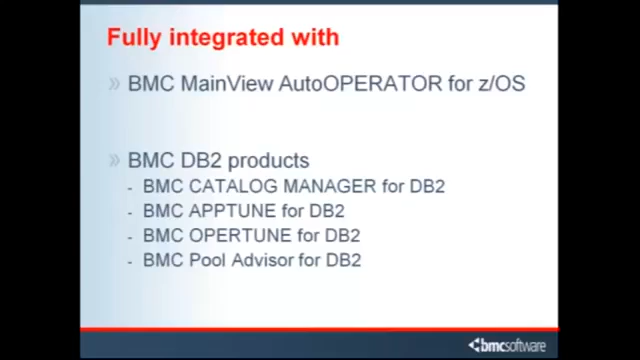 Fully integrated with
» BMC MainView AutoOPERATOR for z/OS
» BMC DB2 products
- BMC CATALOG MANAGER for DB2
- BMC APPTUNE for DB2
- BMC OPERTUNE for DB2
- BMC Pool Advisor for DB2
bmcsoftware